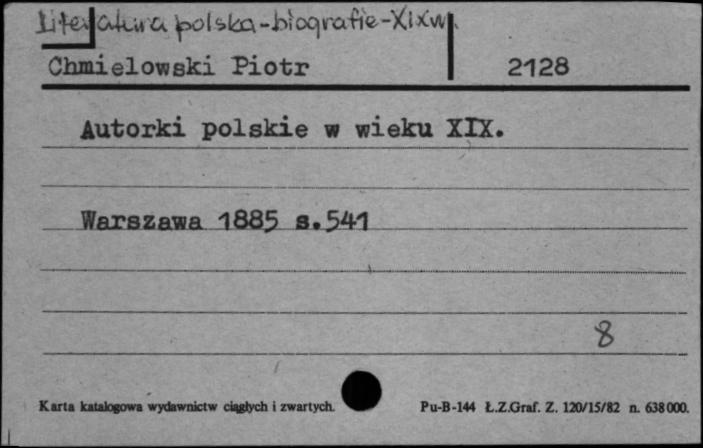 Literatura polska-biografie-XIXw.
Chmielowski Piotr 2128
Autorki polskie w wieku XIX.
Warszawa 1885 s.541
8
Karta katalogowa wydawnictw ciągłych i zwartych. Pu-B-144 Ł.Z.Graf. Z. 120/15/82 n. 638000.